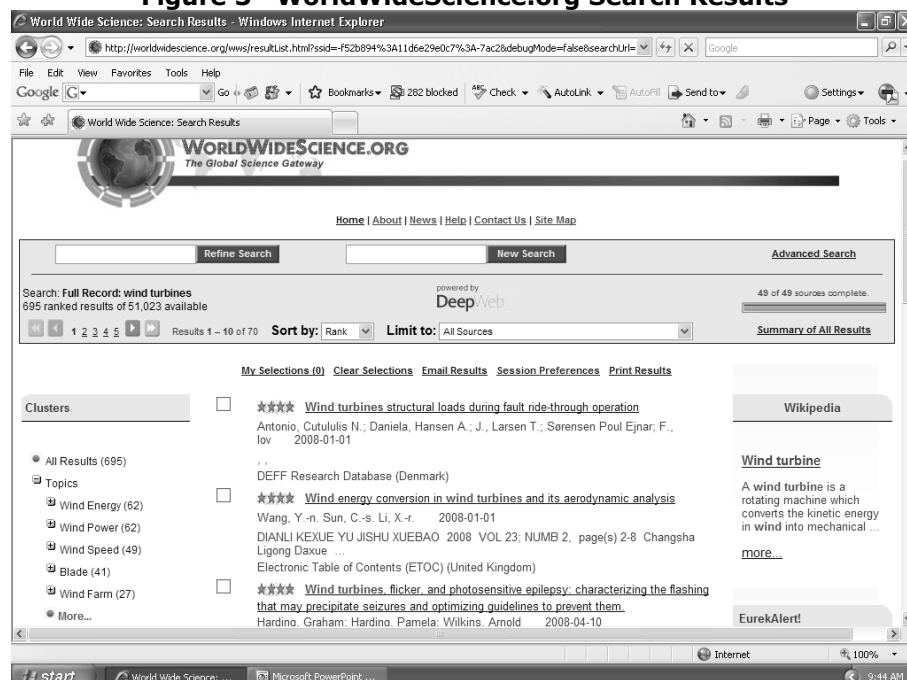 Figure 3 - WorldWideScience.org Search Results
World Wide Science: Search Results - Windows Internet Explorer
http://worldwidescience.org/wws/resultList.html?ssid=-f52b894%3A11d6e29e0c7%3A-7ac2&debugMode=false&searchUrl=
Google
File Edit View Favorites Tools Help
Google G Go Bookmarks 282 blocked Check AutoLink AutoFill Send to Settings
World Wide Science: Search Results
Page Tools
WORLDWIDESCIENCE.ORG
The Global Science Gateway
Home | About | News | Help | Contact Us | Site Map
Refine Search New Search Advanced Search
Search: Full Record: wind turbines
695 ranked results of 51,023 available
powered by
DeepWeb
49 of 49 sources complete.
1 2 3 4 5 Results 1 – 10 of 70 Sort by: Rank Limit to: All Sources Summary of All Results
My Selections (0) Clear Selections Email Results Session Preferences Print Results
Clusters
All Results (695)
Topics
Wind Energy (62)
Wind Power (62)
Wind Speed (49)
Blade (41)
Wind Farm (27)
More...
Wind turbines structural loads during fault ride-through operation
Antonio, Cutululis N.; Daniela, Hansen A.; J., Larsen T.; Sørensen Poul Ejnar; F.,
Iov 2008-01-01
, ,
DEFF Research Database (Denmark)
Wind energy conversion in wind turbines and its aerodynamic analysis
Wang, Y.-n. Sun, C.-s. Li, X.-r. 2008-01-01
DIANLI KEXUE YU JISHU XUEBAO 2008 VOL 23; NUMB 2, page(s) 2-8 Changsha
Ligong Daxue ...
Electronic Table of Contents (ETOC) (United Kingdom)
Wind turbines, flicker, and photosensitive epilepsy: characterizing the flashing
that may precipitate seizures and optimizing guidelines to prevent them.
Harding, Graham; Harding, Pamela; Wilkins, Arnold 2008-04-10
Wikipedia
Wind turbine
A wind turbine is a
rotating machine which
converts the kinetic energy
in wind into mechanical ...
more...
EurekAlert!
Internet 100%
start World Wide Science: ... Microsoft PowerPoint ... 9:44 AM